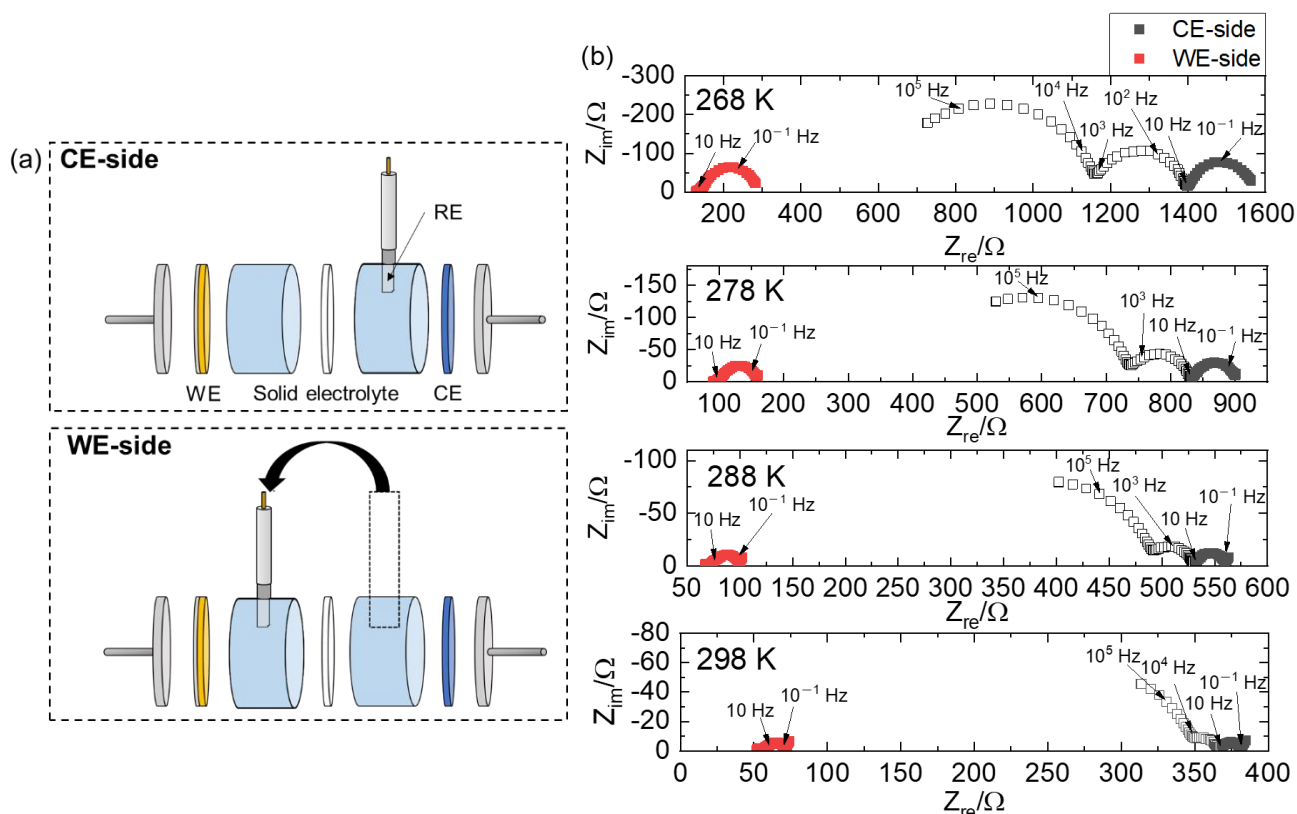 (a)
CE-side
RE
WE
Solid electrolyte
CE
WE-side
(b)
CE-side
WE-side
-300
-200
-100
0
Z_im/Ω
268 K
10 Hz
10⁻¹ Hz
10⁵ Hz
10⁴ Hz
10³ Hz
10² Hz
10 Hz
10⁻¹ Hz
200 400 600 800 1000 1200 1400 1600
Z_re/Ω
-150
-100
-50
0
Z_im/Ω
278 K
10 Hz
10⁻¹ Hz
10⁵ Hz
10³ Hz
10 Hz
10⁻¹ Hz
100 200 300 400 500 600 700 800 900
Z_re/Ω
-100
-50
0
Z_im/Ω
288 K
10 Hz
10⁻¹ Hz
10⁵ Hz
10³ Hz
10 Hz
10⁻¹ Hz
50 100 150 200 250 300 350 400 450 500 550 600
Z_re/Ω
-80
-60
-40
-20
0
Z_im/Ω
298 K
10 Hz
10⁻¹ Hz
10⁵ Hz
10⁴ Hz
10 Hz
10⁻¹ Hz
0 50 100 150 200 250 300 350 400
Z_re/Ω